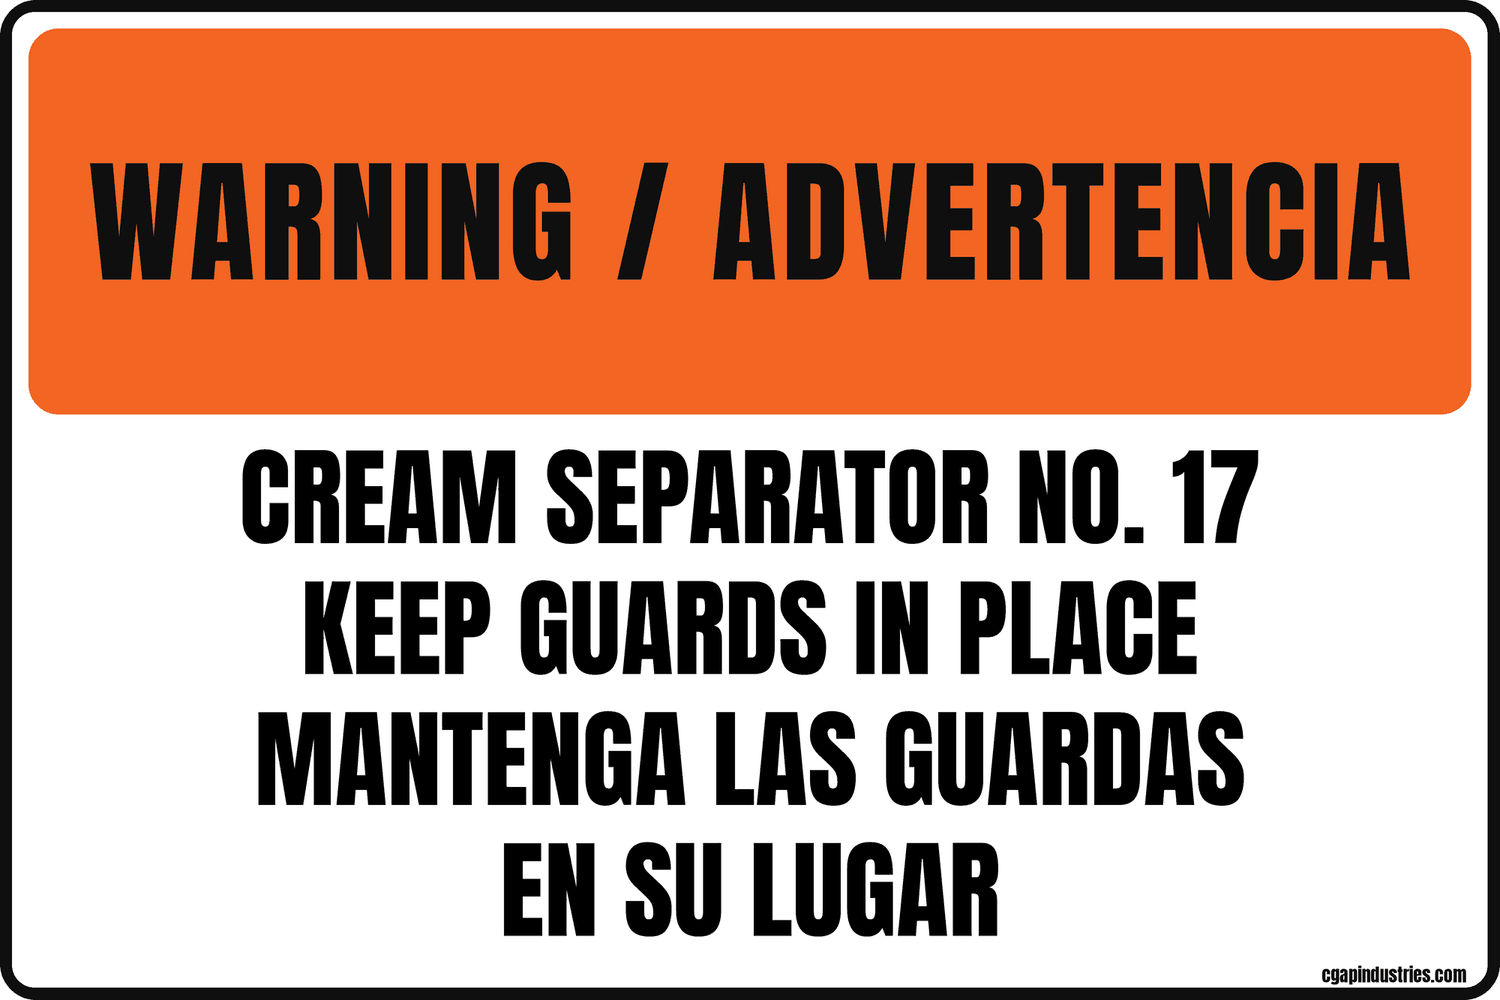 WARNING / ADVERTENCIA
CREAM SEPARATOR NO. 17
KEEP GUARDS IN PLACE
MANTENGA LAS GUARDAS
EN SU LUGAR
cgapindustries.com